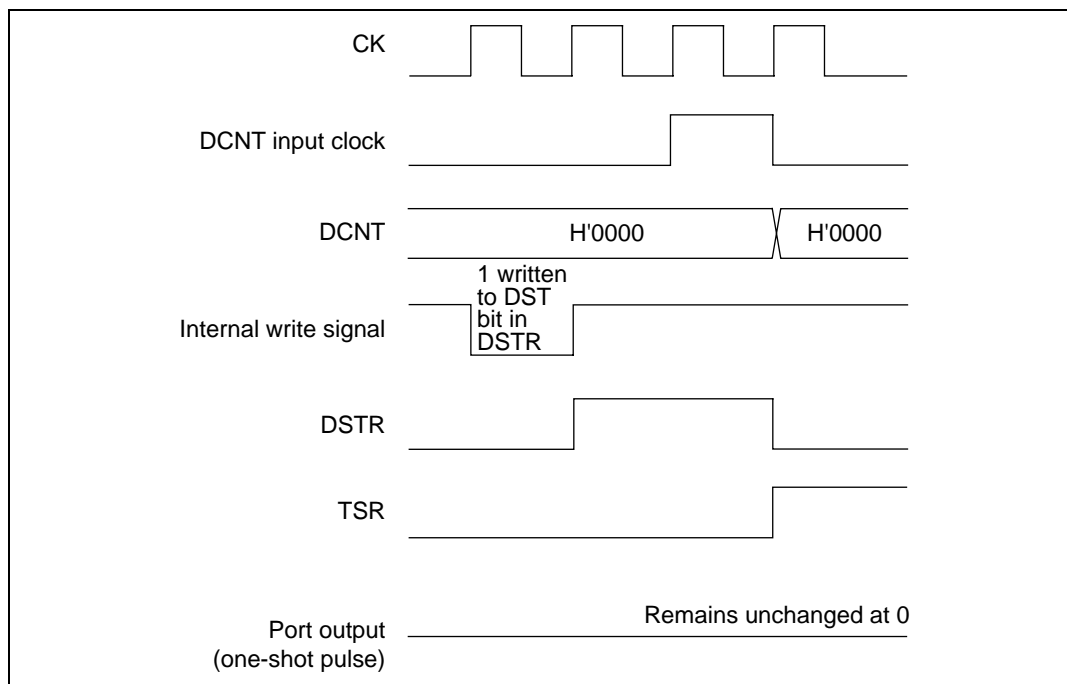 CK
DCNT input clock
DCNT
H'0000
H'0000
1 written
to DST
bit in
DSTR
Internal write signal
DSTR
TSR
Remains unchanged at 0
Port output
(one-shot pulse)